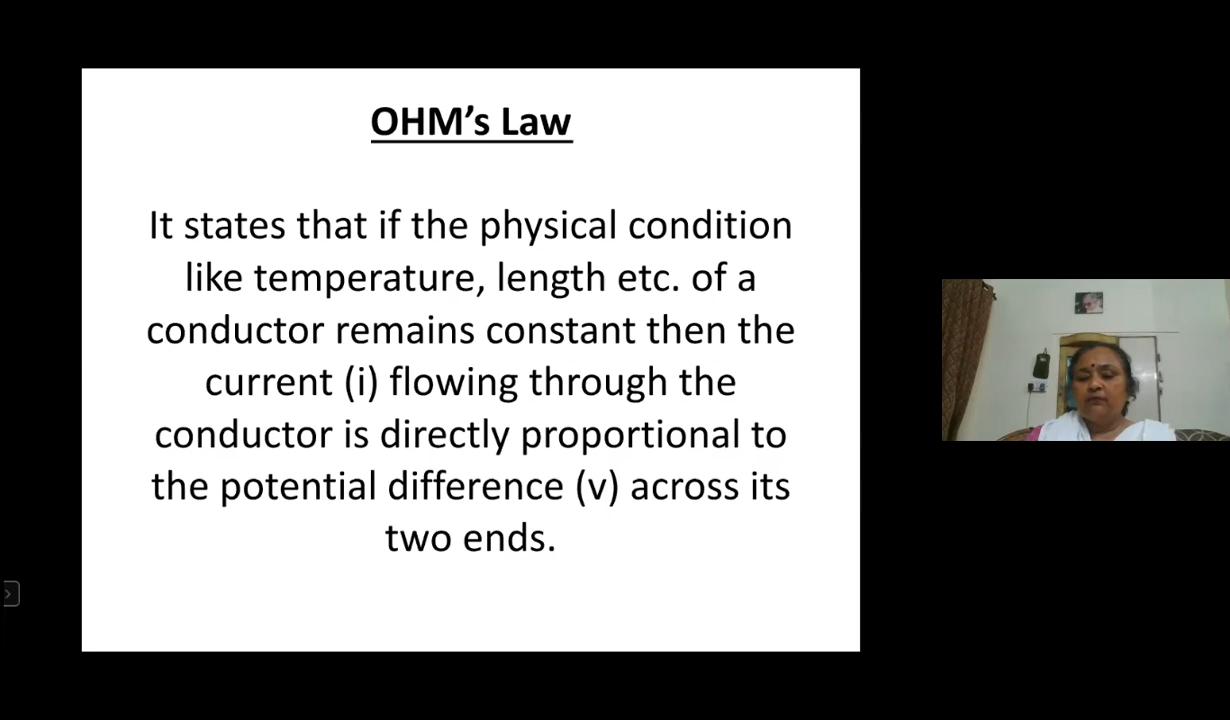 OHM’s Law
It states that if the physical condition
like temperature, length etc. of a
conductor remains constant then the
current (i) flowing through the
conductor is directly proportional to
the potential difference (v) across its
two ends.